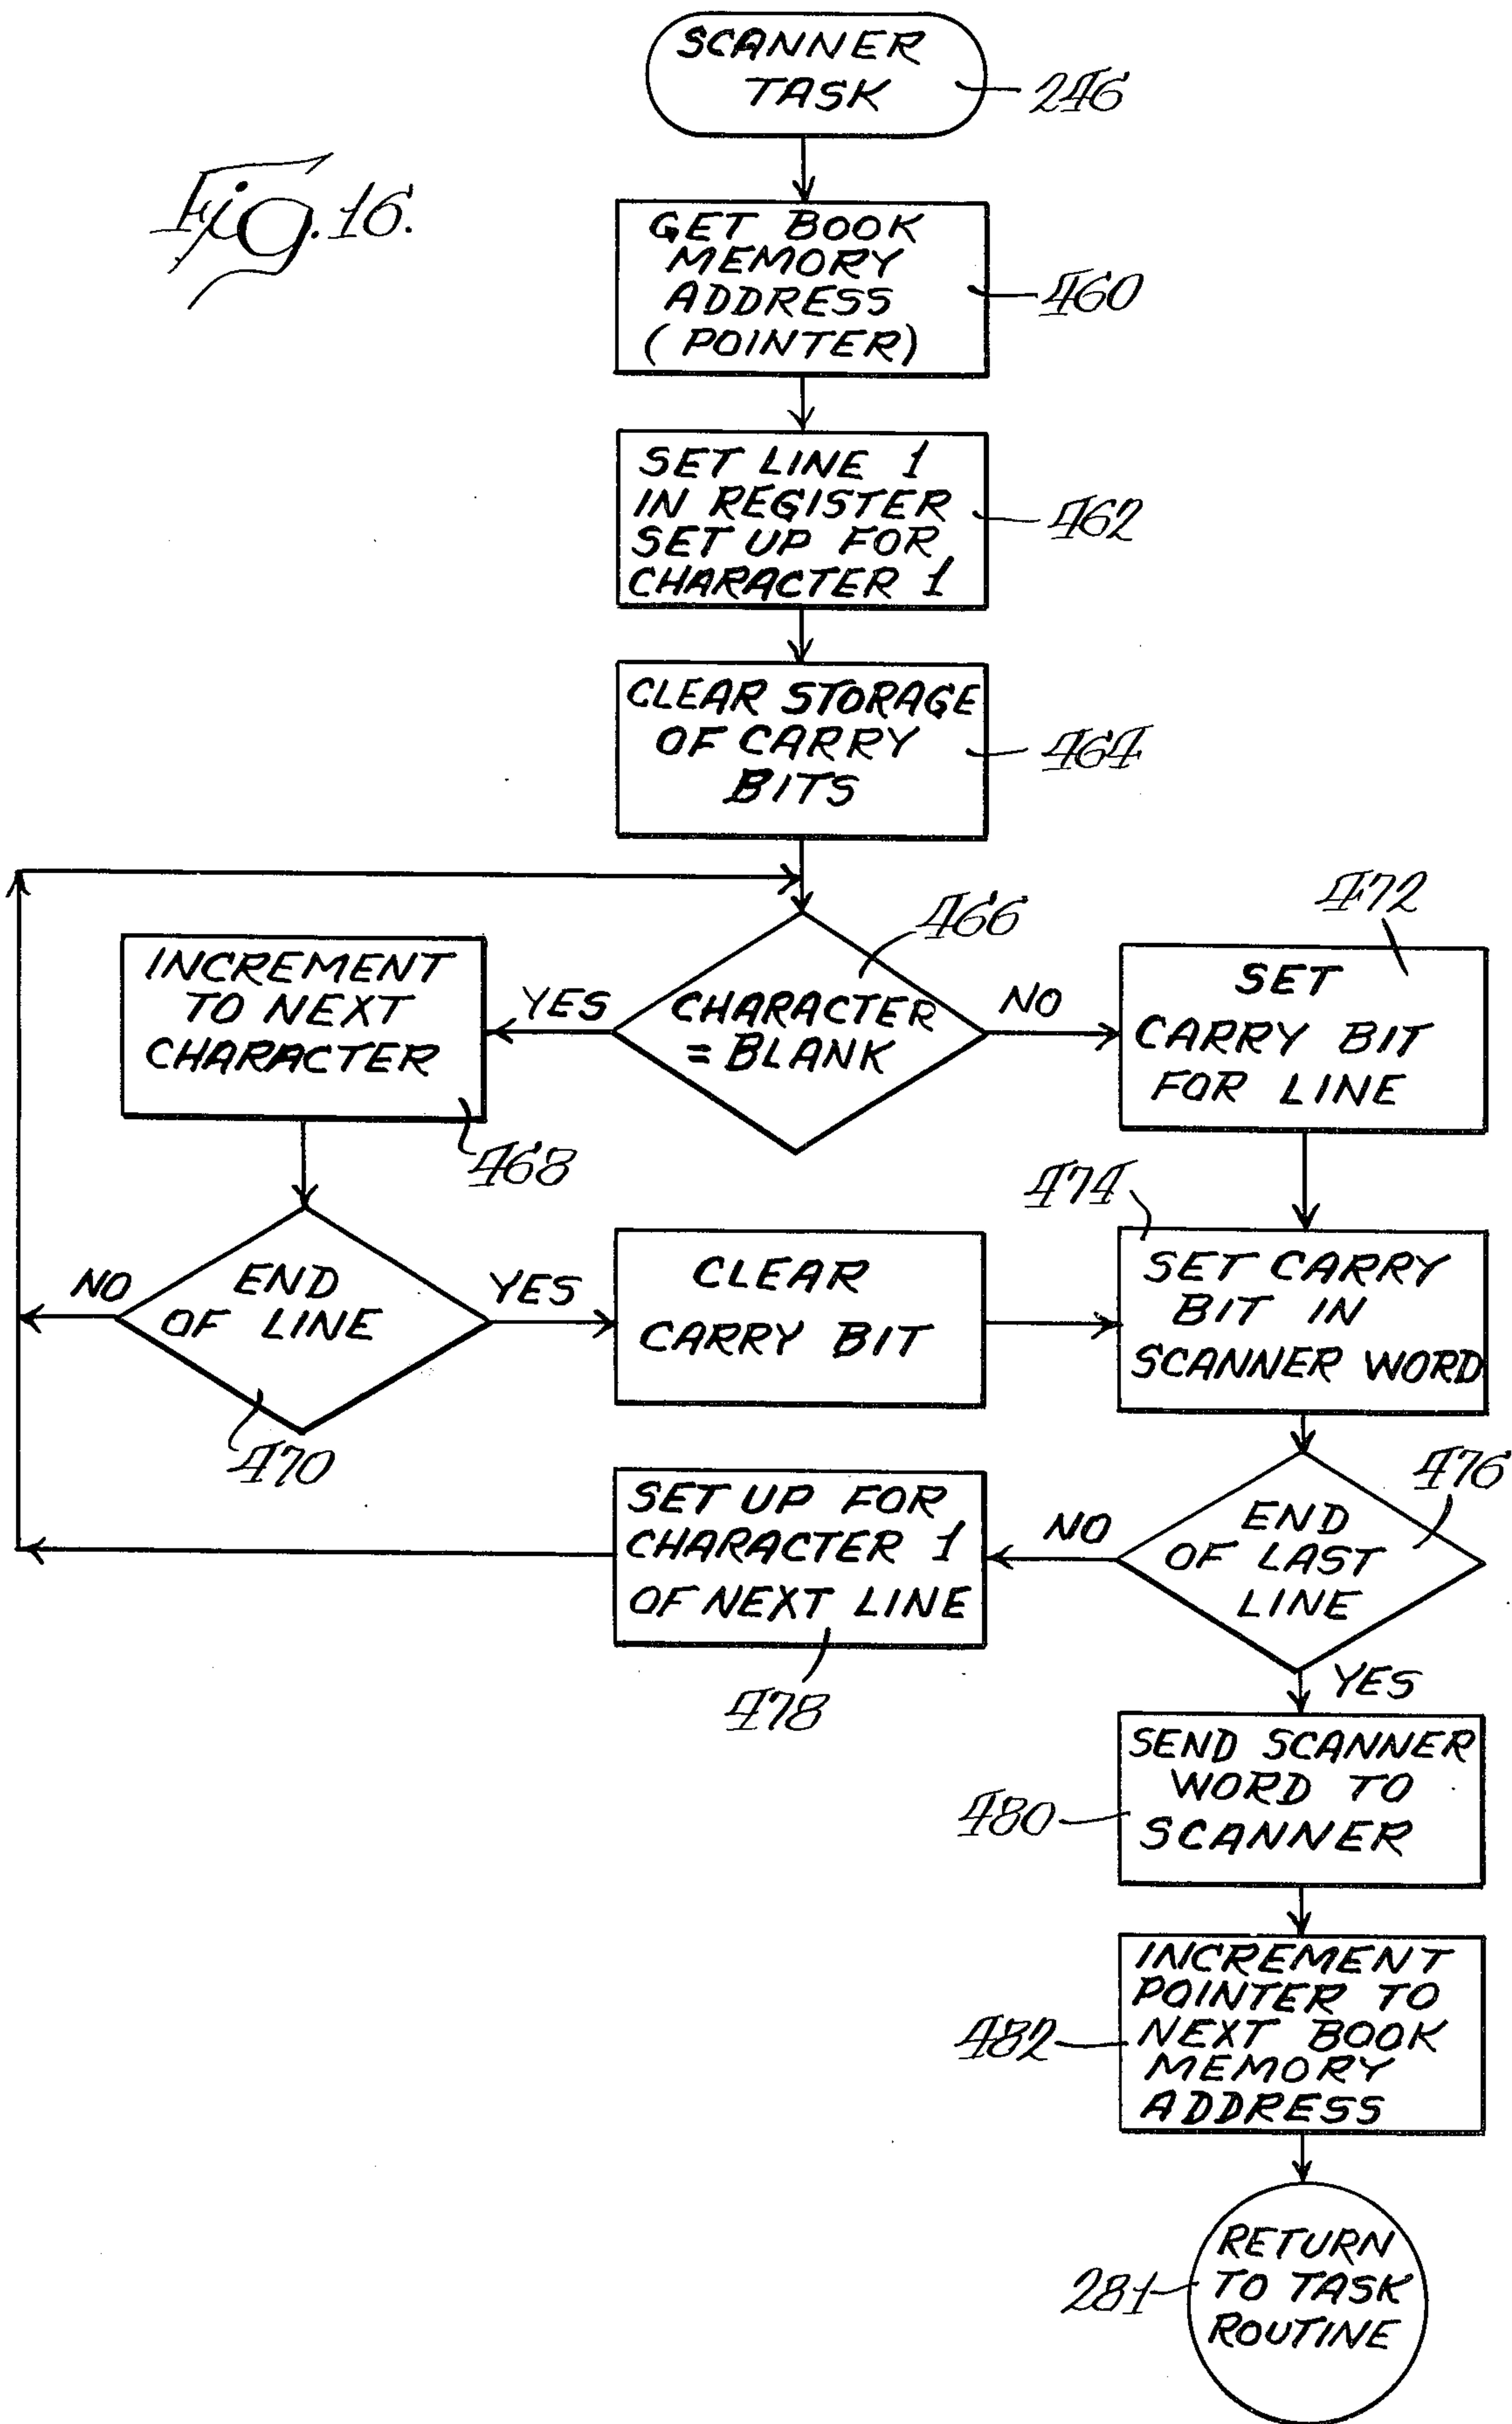 Fig. 16.
SCANNER
TASK
246
GET BOOK
MEMORY
ADDRESS
(POINTER)
460
SET LINE 1
IN REGISTER
SET UP FOR
CHARACTER 1
462
CLEAR STORAGE
OF CARRY
BITS
464
466
CHARACTER
= BLANK
YES
NO
INCREMENT
TO NEXT
CHARACTER
468
472
SET
CARRY BIT
FOR LINE
END
OF LINE
NO
YES
470
CLEAR
CARRY BIT
474
SET CARRY
BIT IN
SCANNER WORD
476
END
OF LAST
LINE
NO
YES
SET UP FOR
CHARACTER 1
OF NEXT LINE
478
SEND SCANNER
WORD TO
SCANNER
480
INCREMENT
POINTER TO
NEXT BOOK
MEMORY
ADDRESS
482
RETURN
TO TASK
ROUTINE
281